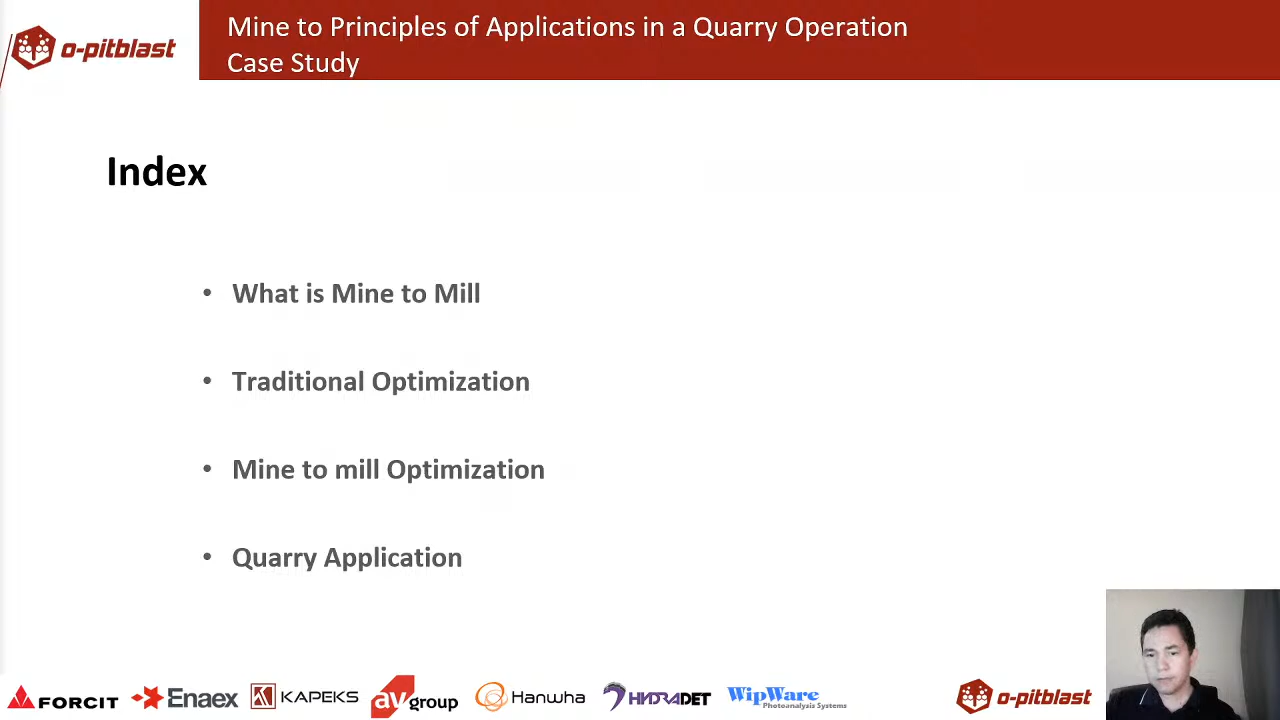 o-pitblast
Mine to Principles of Applications in a Quarry Operation
Case Study
Index
• What is Mine to Mill
• Traditional Optimization
• Mine to mill Optimization
• Quarry Application
FORCIT
Enaex
KAPEKS
av group
Hanwha
HYDRADET
WipWare
Photoanalysis Systems
o-pitblast